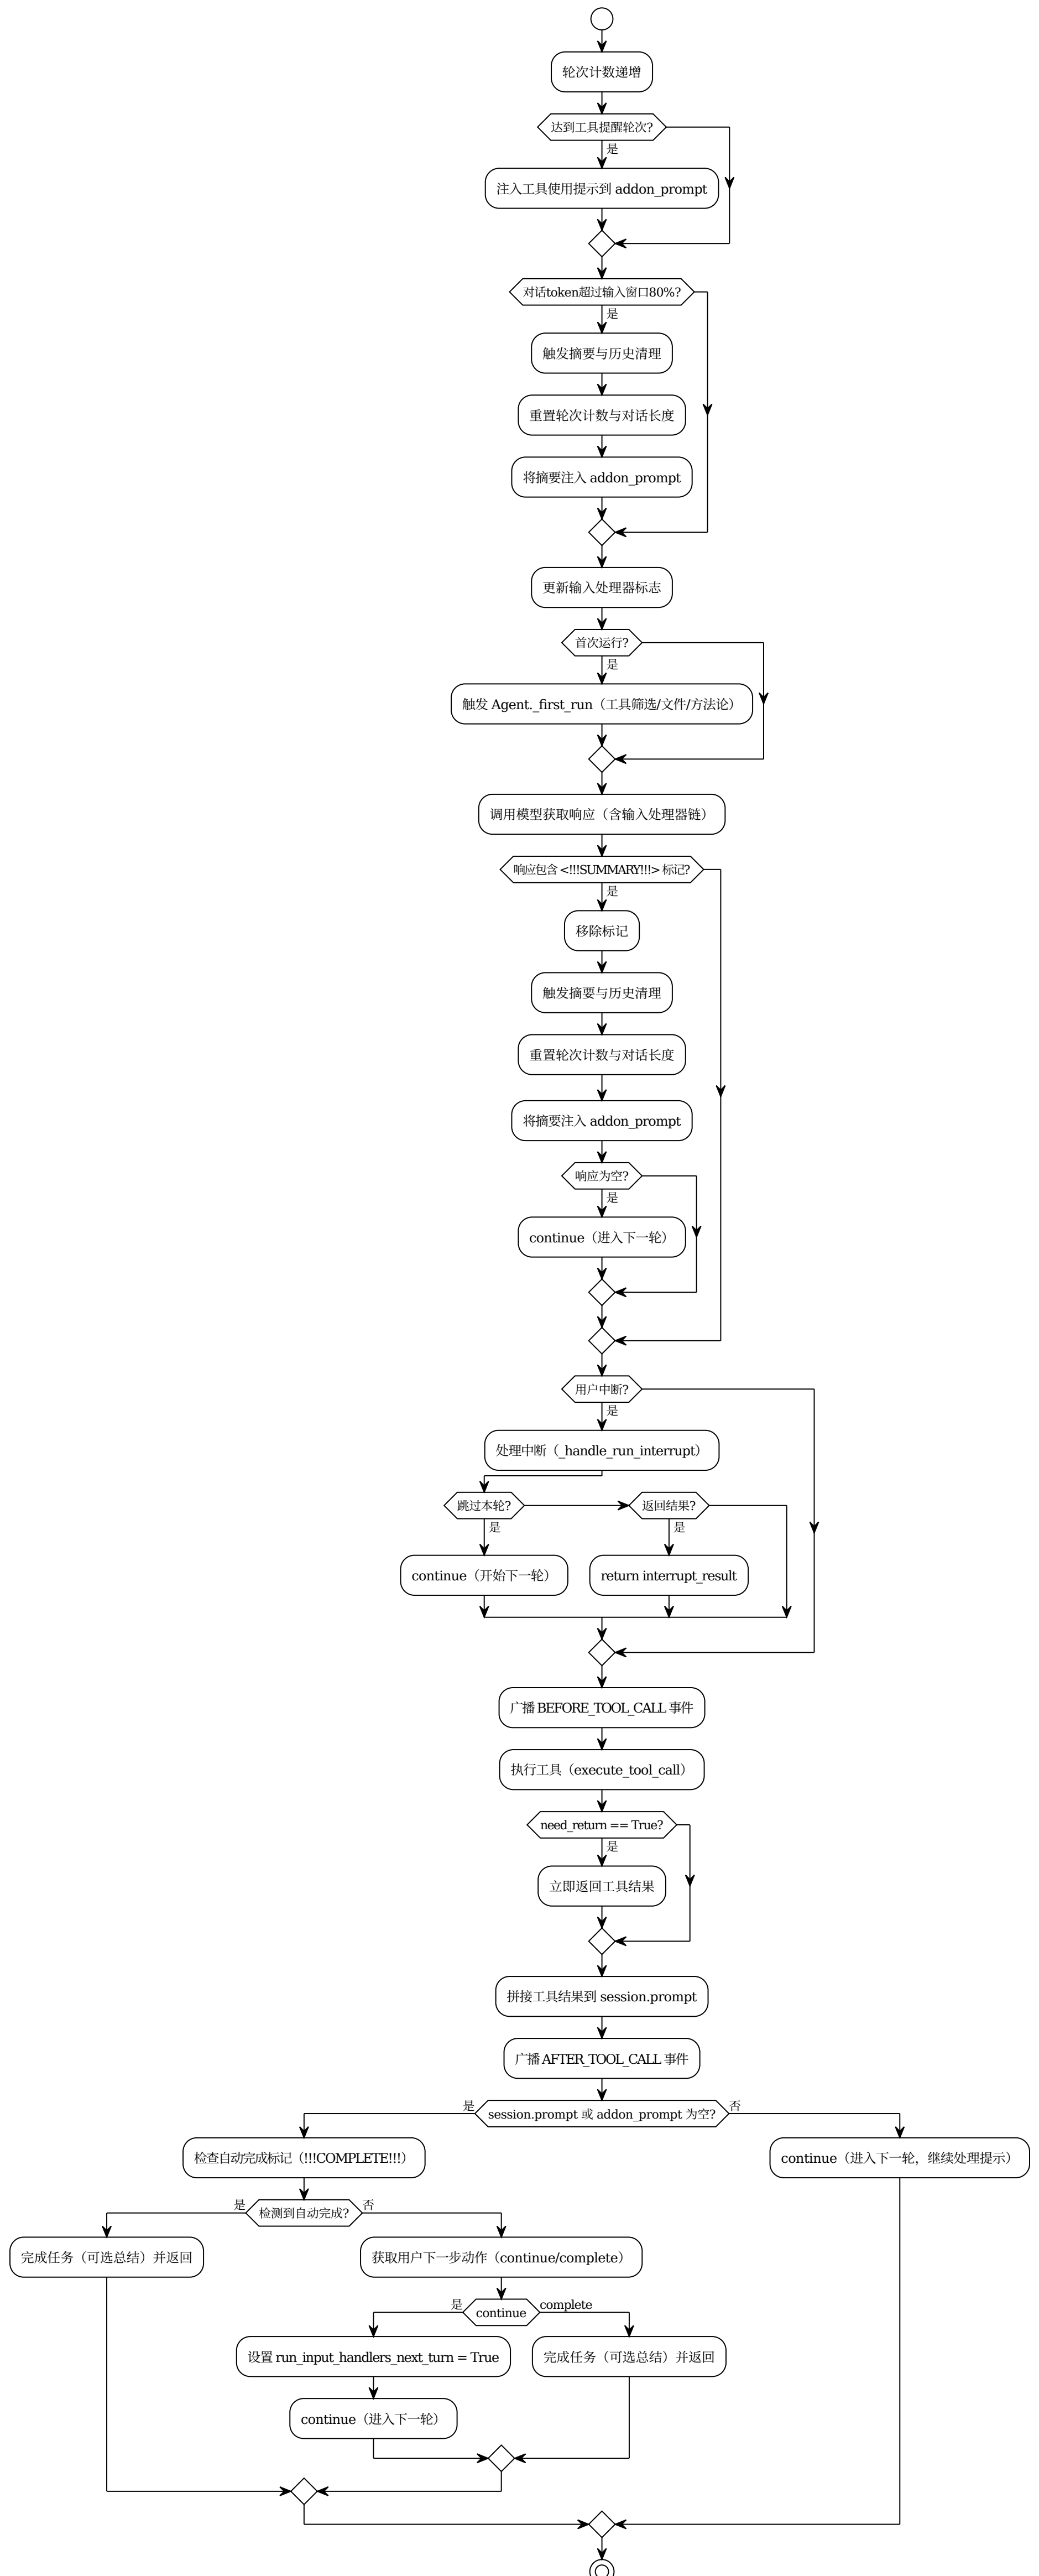 轮次计数递增
达到工具提醒轮次?
是
注入工具使用提示到 addon_prompt
对话token超过输入窗口80%?
是
触发摘要与历史清理
重置轮次计数与对话长度
将摘要注入 addon_prompt
更新输入处理器标志
首次运行?
是
触发 Agent._first_run（工具筛选/文件/方法论）
调用模型获取响应（含输入处理器链）
响应包含 <!!!SUMMARY!!!> 标记?
是
移除标记
触发摘要与历史清理
重置轮次计数与对话长度
将摘要注入 addon_prompt
响应为空?
是
continue（进入下一轮）
用户中断?
是
处理中断（_handle_run_interrupt）
跳过本轮?
返回结果?
是
是
continue（开始下一轮）
return interrupt_result
广播 BEFORE_TOOL_CALL 事件
执行工具（execute_tool_call）
need_return == True?
是
立即返回工具结果
拼接工具结果到 session.prompt
广播 AFTER_TOOL_CALL 事件
是
session.prompt 或 addon_prompt 为空?
否
检查自动完成标记（!!!COMPLETE!!!）
continue（进入下一轮，继续处理提示）
是
检测到自动完成?
否
完成任务（可选总结）并返回
获取用户下一步动作（continue/complete）
是
continue
complete
设置 run_input_handlers_next_turn = True
完成任务（可选总结）并返回
continue（进入下一轮）